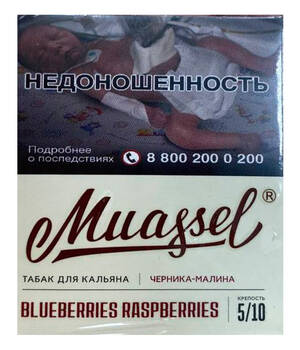 НЕДОНОШЕННОСТЬ
Подробнее
о последствиях 8 800 200 0 200
Muassel®
ТАБАК ДЛЯ КАЛЬЯНА | ЧЕРНИКА-МАЛИНА
BLUEBERRIES RASPBERRIES
КРЕПОСТЬ
5/10